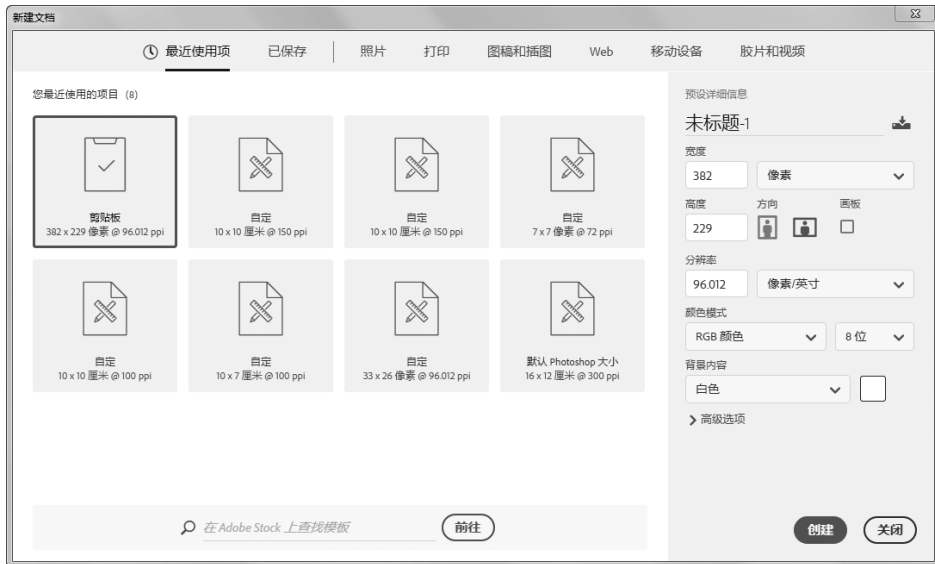 新建文档
最近使用项 已保存 照片 打印 图稿和插图 Web 移动设备 胶片和视频
您最近使用的项目 (8)
剪贴板
382 x 229 像素 @ 96.012 ppi
自定
10 x 10 厘米 @ 150 ppi
自定
10 x 10 厘米 @ 150 ppi
自定
7 x 7 像素 @ 72 ppi
自定
10 x 10 厘米 @ 100 ppi
自定
10 x 7 厘米 @ 100 ppi
自定
33 x 26 像素 @ 96.012 ppi
默认 Photoshop 大小
16 x 12 厘米 @ 300 ppi
在 Adobe Stock 上查找模板 前往
预设详细信息
未标题-1
宽度
382 像素
高度 方向 画板
229
分辨率
96.012 像素/英寸
颜色模式
RGB 颜色 8 位
背景内容
白色
高级选项
创建 关闭